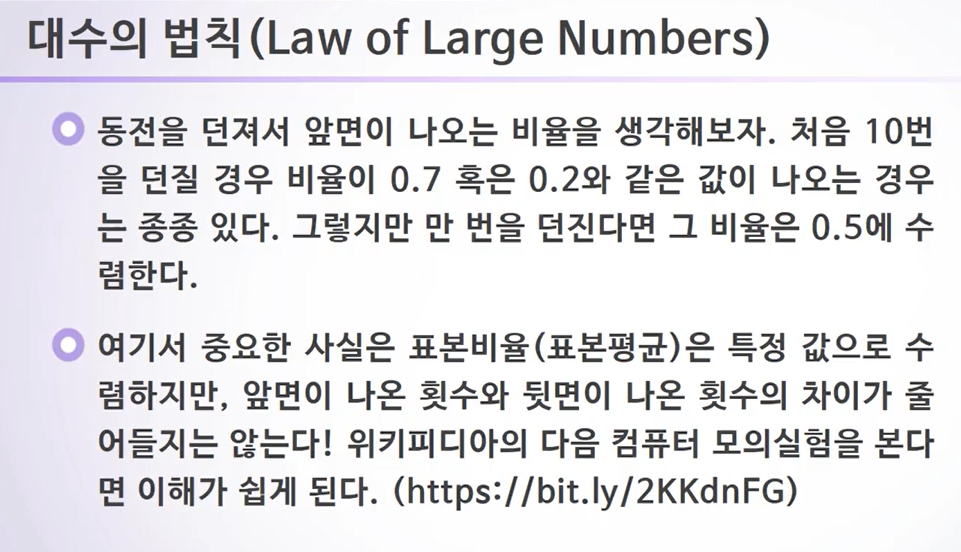 대수의 법칙(Law of Large Numbers)
동전을 던져서 앞면이 나오는 비율을 생각해보자. 처음 10번
을 던질 경우 비율이 0.7 혹은 0.2와 같은 값이 나오는 경우
는 종종 있다. 그렇지만 만 번을 던진다면 그 비율은 0.5에 수
렴한다.
여기서 중요한 사실은 표본비율(표본평균)은 특정 값으로 수
렴하지만, 앞면이 나온 횟수와 뒷면이 나온 횟수의 차이가 줄
어들지는 않는다! 위키피디아의 다음 컴퓨터 모의실험을 본다
면 이해가 쉽게 된다. (https://bit.ly/2KKdnFG)